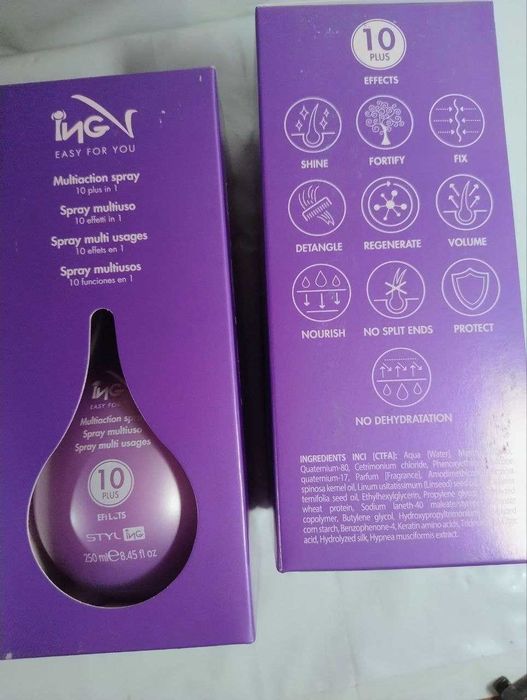 iNG
EASY FOR YOU
Multiaction spray
10 plus in 1
Spray multiuso
10 effetti in 1
Spray multi usages
10 effets en 1
Spray multiusos
10 funciones en 1
iNG
EASY FOR
Multiaction
Spray multiuso
Spray multi usages
10
PLUS
EFFECTS
STYL iNG
250 ml e 8.45 fl oz
10
PLUS
EFFECTS
SHINE
FORTIFY
FIX
DETANGLE
REGENERATE
VOLUME
NOURISH
NO SPLIT ENDS
PROTECT
NO DEHYDRATATION
INGREDIENTS INCI [CTFA]: Aqua [Water],
Quaternium-80, Cetrimonium chloride,
quaternium-17, Parfum [Fragrance],
spinosa kernel oil, Linum usitatissimum [Linseed] seed
seed oil, Ethylhexylglycerin, Propylene
wheat protein, Sodium laneth-40
copolymer, Butylene glycol,
corn starch, Benzophenone-4, Keratin amino acids,
acid, Hydrolyzed silk, Hypnea musciformis extract.